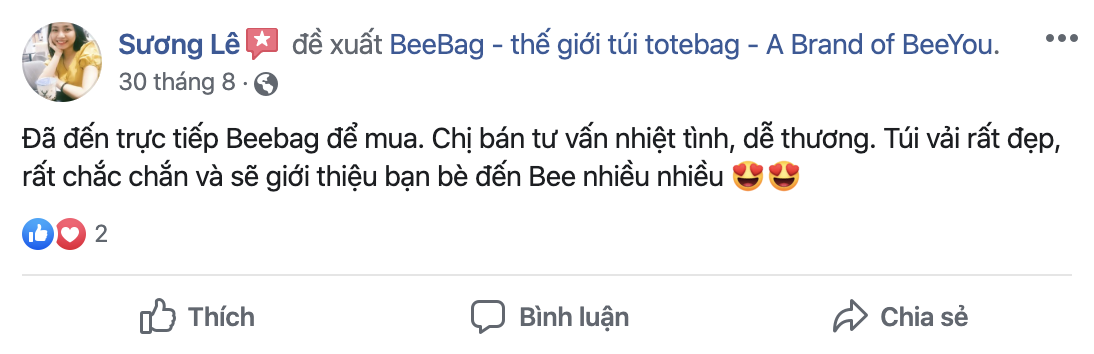 Sương Lê đề xuất BeeBag - thế giới túi totebag - A Brand of BeeYou.
30 tháng 8 ·
Đã đến trực tiếp Beebag để mua. Chị bán tư vấn nhiệt tình, dễ thương. Túi vải rất đẹp,
rất chắc chắn và sẽ giới thiệu bạn bè đến Bee nhiều nhiều 😍😍
2
Thích Bình luận Chia sẻ